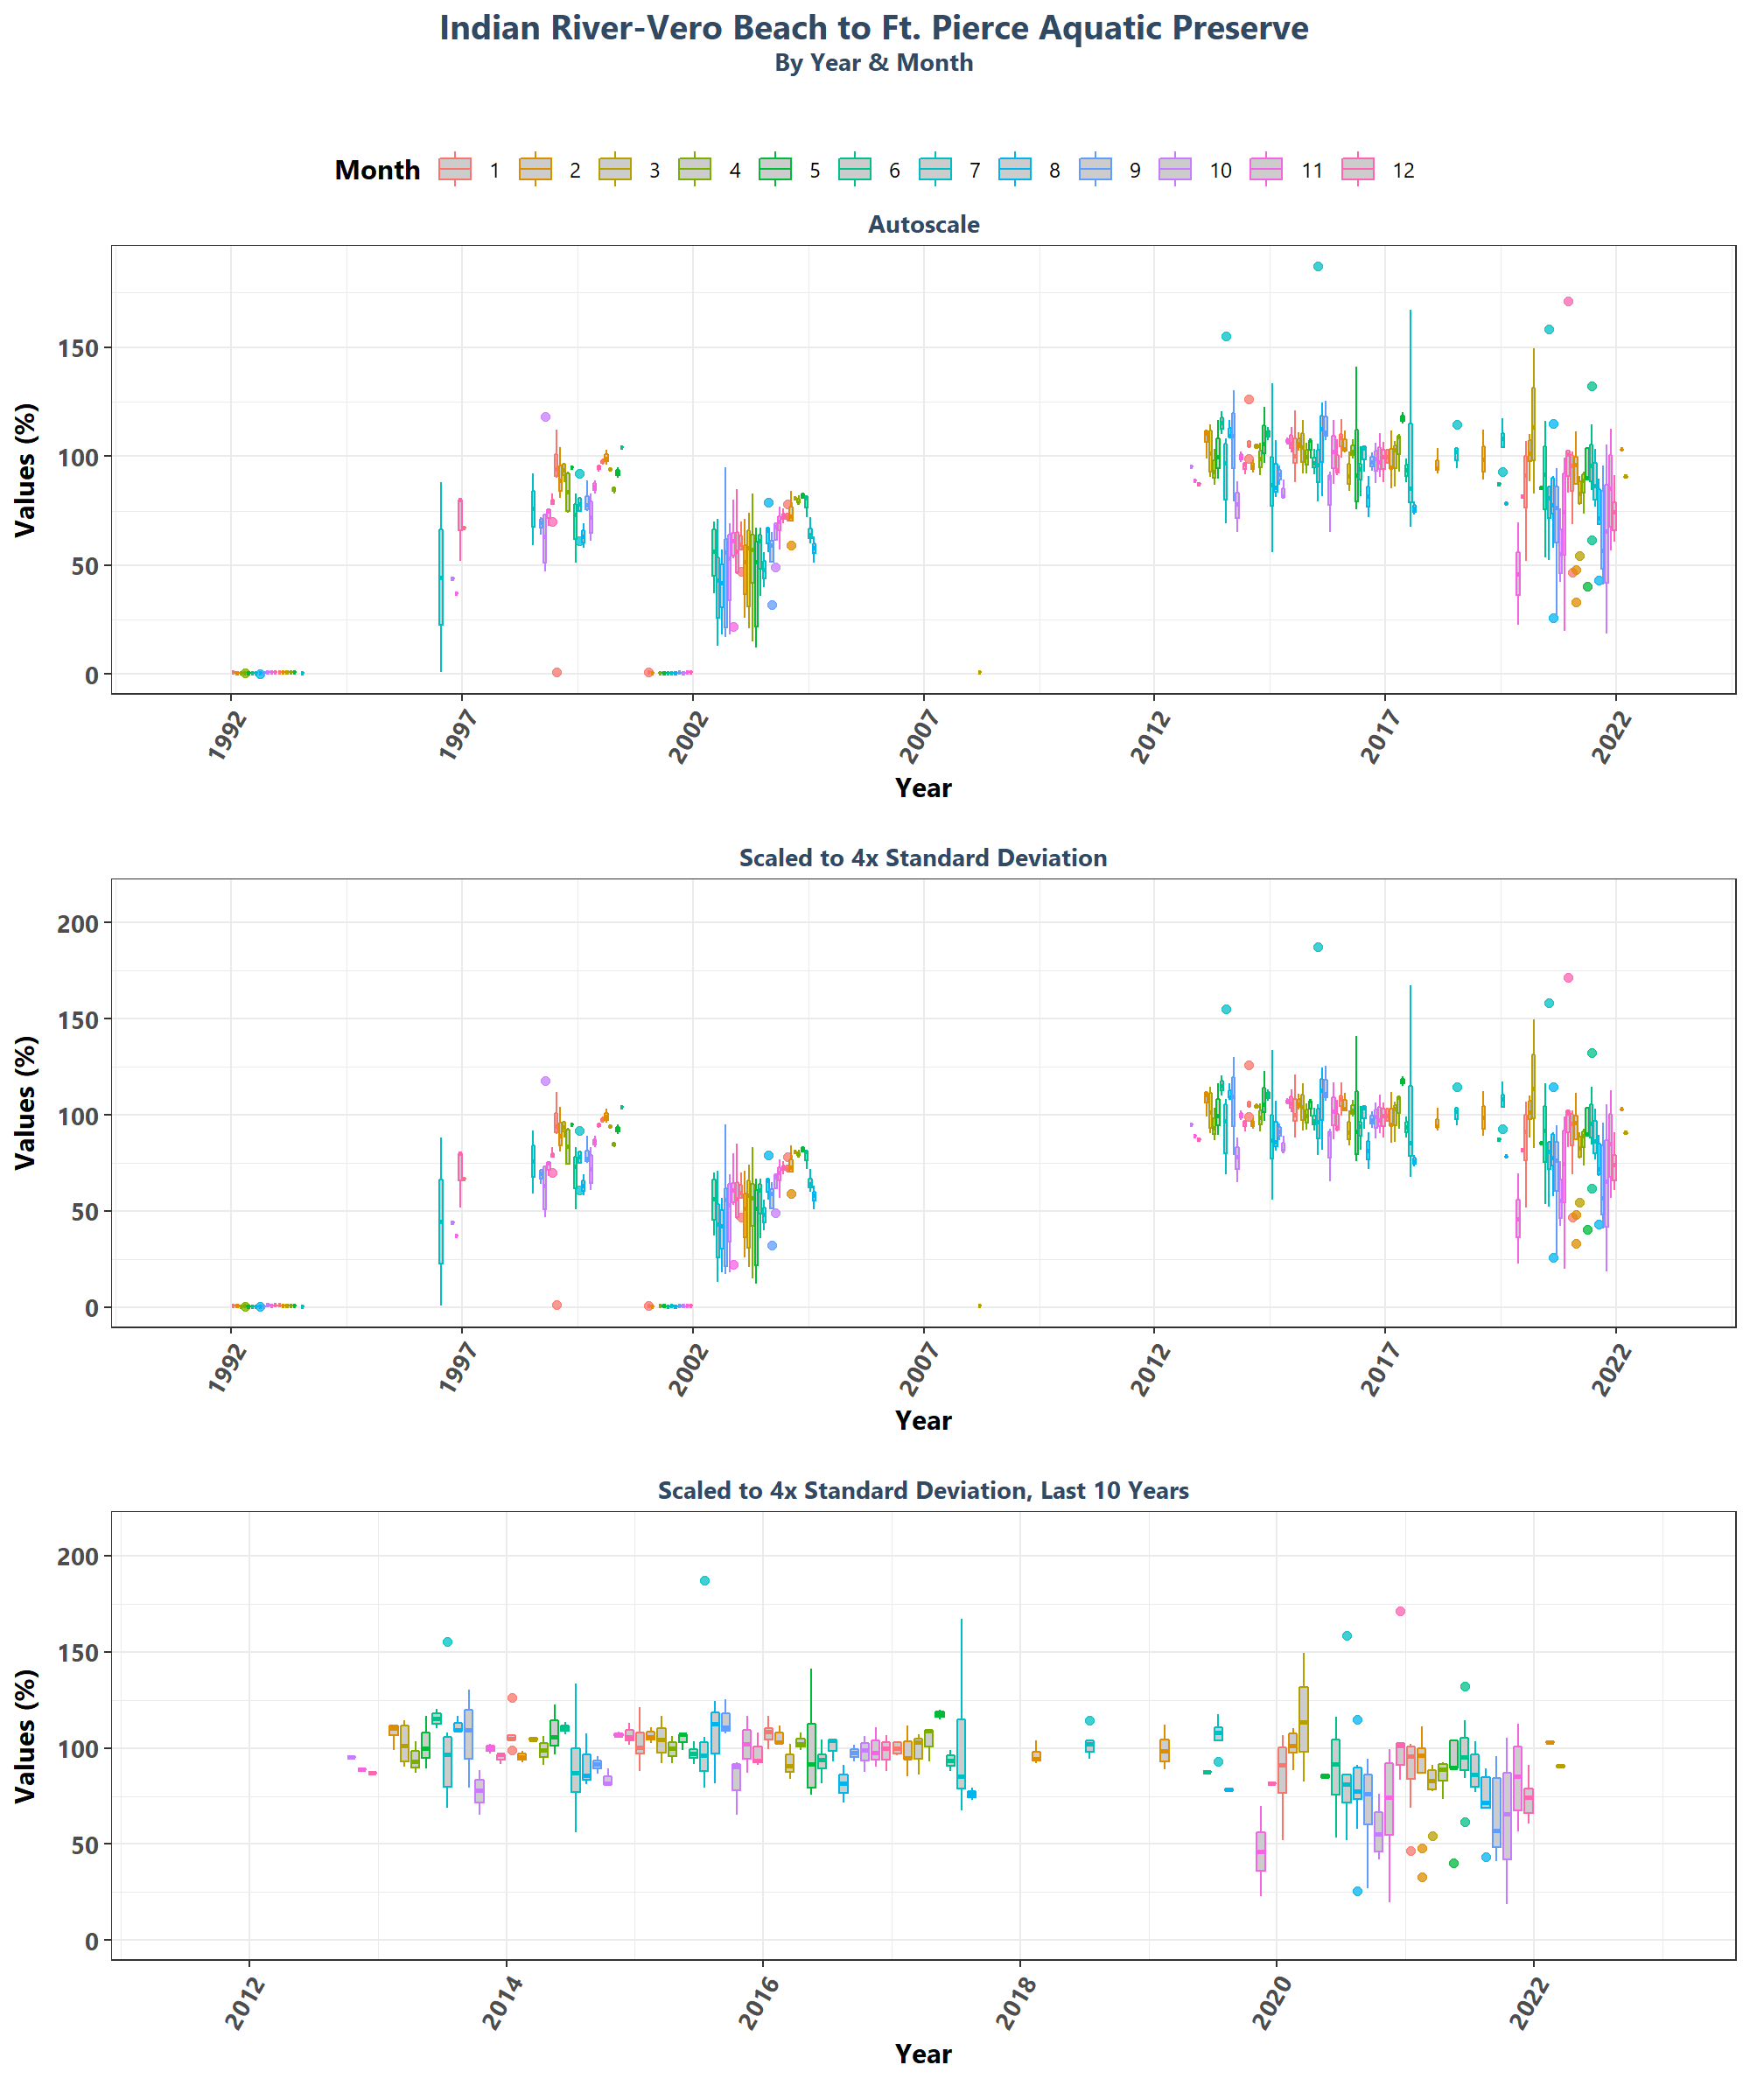 Indian River-Vero Beach to Ft. Pierce Aquatic Preserve
By Year & Month
Month 1 2 3 4 5 6 7 8 9 10 11 12
Autoscale
Values (%)
150
100
50
0
1992 1997 2002 2007 2012 2017 2022
Year
Scaled to 4x Standard Deviation
Values (%)
200
150
100
50
0
1992 1997 2002 2007 2012 2017 2022
Year
Scaled to 4x Standard Deviation, Last 10 Years
Values (%)
200
150
100
50
0
2012 2014 2016 2018 2020 2022
Year